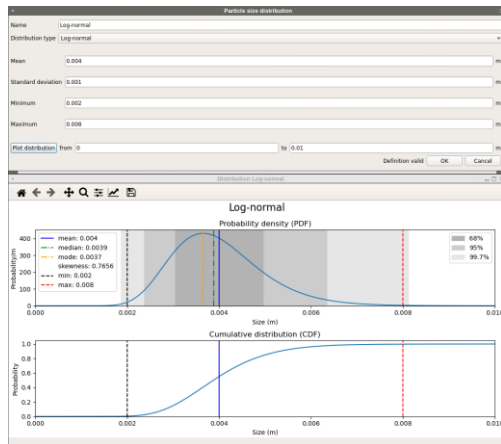 Particle size distribution
Name Log-normal
Distribution type Log-normal
Mean 0.004 m
Standard deviation 0.001 m
Minimum 0.002 m
Maximum 0.008 m
Plot distribution from 0 to 0.01 m
Definition valid OK Cancel
Distribution Log-normal
Log-normal
Probability density (PDF)
Probability/m
400
300
200
100
0
mean: 0.004
median: 0.0039
mode: 0.0037
skewness: 0.7656
min: 0.002
max: 0.008
68%
95%
99.7%
0.000 0.002 0.004 0.006 0.008 0.010
Size (m)
Cumulative distribution (CDF)
Probability
1.0
0.8
0.6
0.4
0.2
0.0
0.000 0.002 0.004 0.006 0.008 0.010
Size (m)